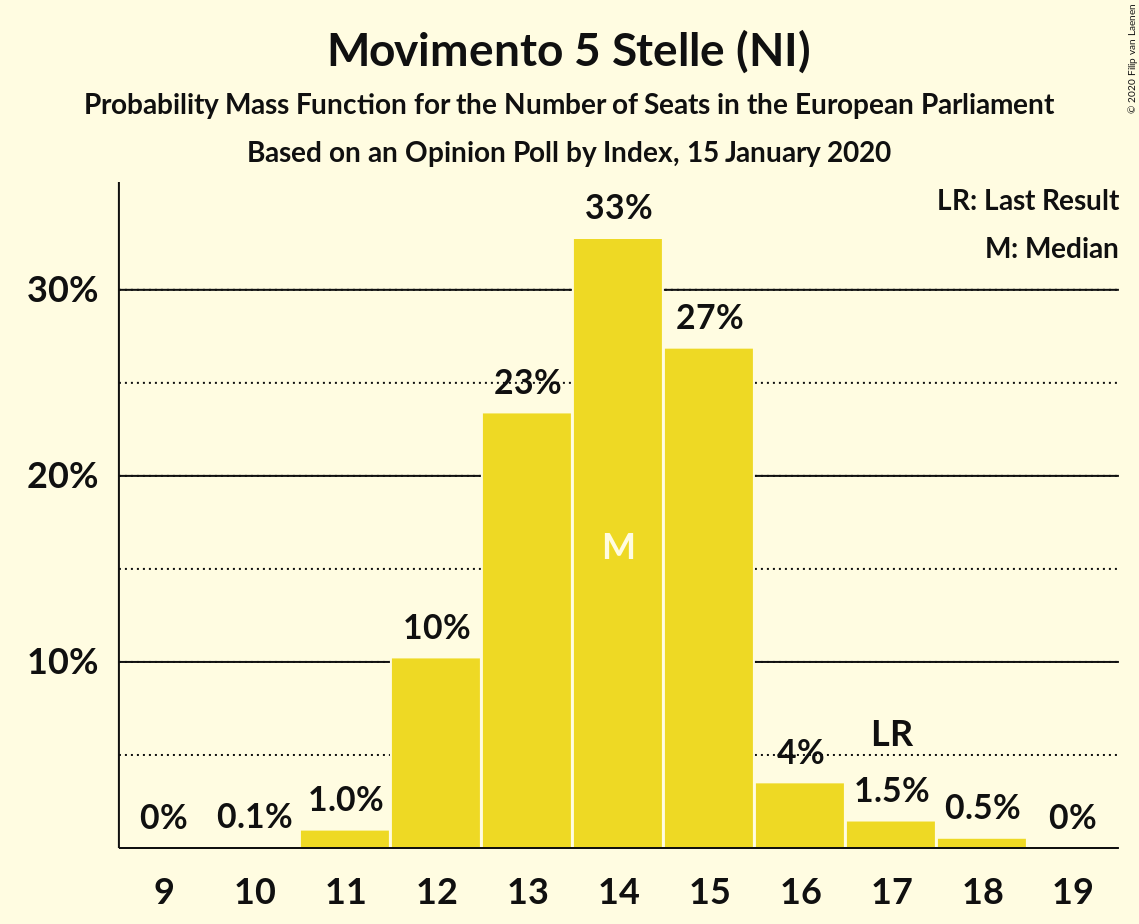 Movimento 5 Stelle (NI)
Probability Mass Function for the Number of Seats in the European Parliament
Based on an Opinion Poll by Index, 15 January 2020
© 2020 Filip van Laenen
LR: Last Result
M: Median
33%
30%
27%
23%
20%
M
10%
10%
LR
4%
1.5%
1.0%
0.5%
0%
0.1%
0%
9 10 11 12 13 14 15 16 17 18 19